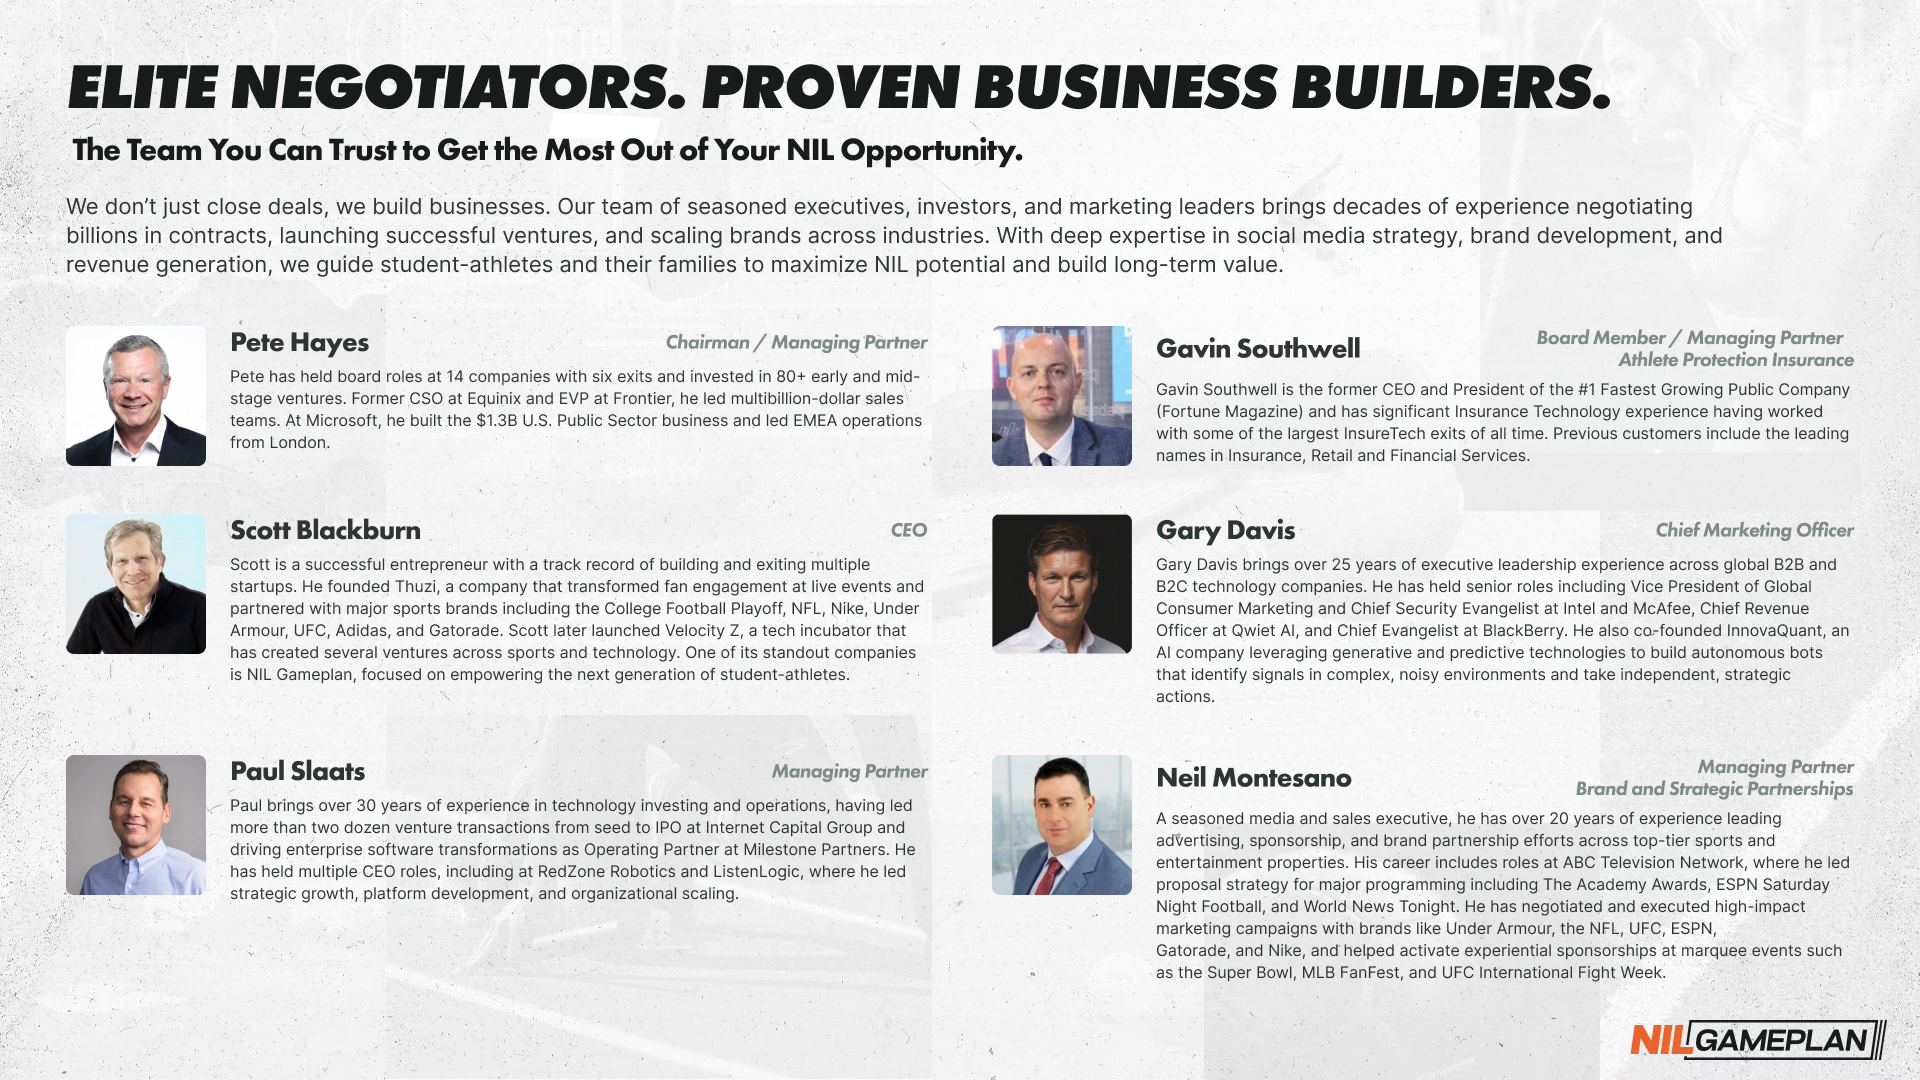 ELITE NEGOTIATORS. PROVEN BUSINESS BUILDERS.
The Team You Can Trust to Get the Most Out of Your NIL Opportunity.
We don't just close deals, we build businesses. Our team of seasoned executives, investors, and marketing leaders brings decades of experience negotiating
billions in contracts, launching successful ventures, and scaling brands across industries. With deep expertise in social media strategy, brand development, and
revenue generation, we guide student-athletes and their families to maximize NIL potential and build long-term value.
Pete Hayes
Chairman / Managing Partner
Pete has held board roles at 14 companies with six exits and invested in 80+ early and mid-
stage ventures. Former CSO at Equinix and EVP at Frontier, he led multibillion-dollar sales
teams. At Microsoft, he built the $1.3B U.S. Public Sector business and led EMEA operations
from London.
Scott Blackburn
CEO
Scott is a successful entrepreneur with a track record of building and exiting multiple
startups. He founded Thuzi, a company that transformed fan engagement at live events and
partnered with major sports brands including the College Football Playoff, NFL, Nike, Under
Armour, UFC, Adidas, and Gatorade. Scott later launched Velocity Z, a tech incubator that
has created several ventures across sports and technology. One of its standout companies
is NIL Gameplan, focused on empowering the next generation of student-athletes.
Paul Slaats
Managing Partner
Paul brings over 30 years of experience in technology investing and operations, having led
more than two dozen venture transactions from seed to IPO at Internet Capital Group and
driving enterprise software transformations as Operating Partner at Milestone Partners. He
has held multiple CEO roles, including at RedZone Robotics and ListenLogic, where he led
strategic growth, platform development, and organizational scaling.
Gavin Southwell
Board Member / Managing Partner
Athlete Protection Insurance
Gavin Southwell is the former CEO and President of the #1 Fastest Growing Public Company
(Fortune Magazine) and has significant Insurance Technology experience having worked
with some of the largest InsureTech exits of all time. Previous customers include the leading
names in Insurance, Retail and Financial Services.
Gary Davis
Chief Marketing Officer
Gary Davis brings over 25 years of executive leadership experience across global B2B and
B2C technology companies. He has held senior roles including Vice President of Global
Consumer Marketing and Chief Security Evangelist at Intel and McAfee, Chief Revenue
Officer at Qwiet AI, and Chief Evangelist at BlackBerry. He also co-founded InnovaQuant, an
AI company leveraging generative and predictive technologies to build autonomous bots
that identify signals in complex, noisy environments and take independent, strategic
actions.
Neil Montesano
Managing Partner
Brand and Strategic Partnerships
A seasoned media and sales executive, he has over 20 years of experience leading
advertising, sponsorship, and brand partnership efforts across top-tier sports and
entertainment properties. His career includes roles at ABC Television Network, where he led
proposal strategy for major programming including The Academy Awards, ESPN Saturday
Night Football, and World News Tonight. He has negotiated and executed high-impact
marketing campaigns with brands like Under Armour, the NFL, UFC, ESPN,
Gatorade, and Nike, and helped activate experiential sponsorships at marquee events such
as the Super Bowl, MLB FanFest, and UFC International Fight Week.
NIL GAMEPLAN